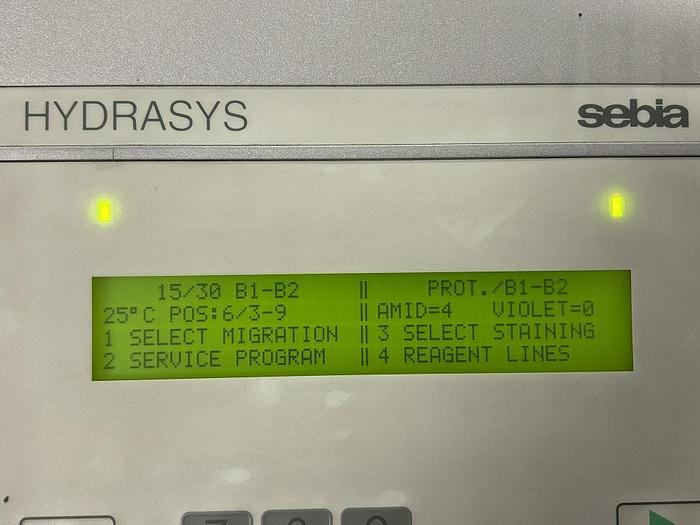 HYDRASYS
sebia
15/30 B1-B2 || PROT./B1-B2
25°C POS:6/3-9 || AMID=4 VIOLET=0
1 SELECT MIGRATION || 3 SELECT STAINING
2 SERVICE PROGRAM || 4 REAGENT LINES